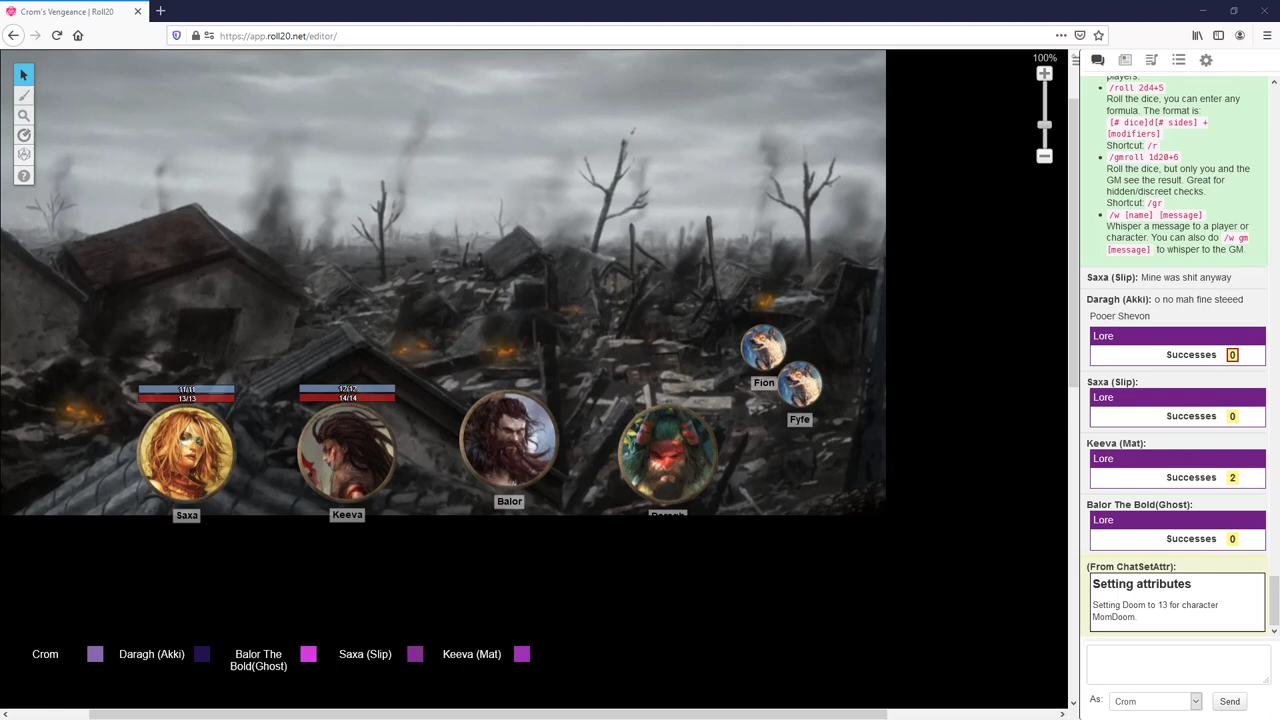 Crom's Vengeance | Roll20
https://app.roll20.net/editor/
100%
players.
/roll 2d4+5
Roll the dice, you can enter any
formula. The format is:
[# dice]d[# sides] +
[modifiers]
Shortcut: /r
/gmroll 1d20+6
Roll the dice, but only you and the
GM see the result. Great for
hidden/discreet checks.
Shortcut: /gr
/w [name] [message]
Whisper a message to a player or
character. You can also do /w gm
[message] to whisper to the GM.
Saxa (Slip): Mine was shit anyway
Daragh (Akki): o no mah fine steeed
Pooer Shevon
Lore
Successes 0
Saxa (Slip):
Lore
Successes 0
Keeva (Mat):
Lore
Successes 2
Balor The Bold(Ghost):
Lore
Successes 0
(From ChatSetAttr):
Setting attributes
Setting Doom to 13 for character
MomDoom.
As: Crom Send
Fion
Fyfe
11/11
13/13
12/12
14/14
Saxa
Keeva
Balor
Daragh
Crom
Daragh (Akki)
Balor The
Bold(Ghost)
Saxa (Slip)
Keeva (Mat)